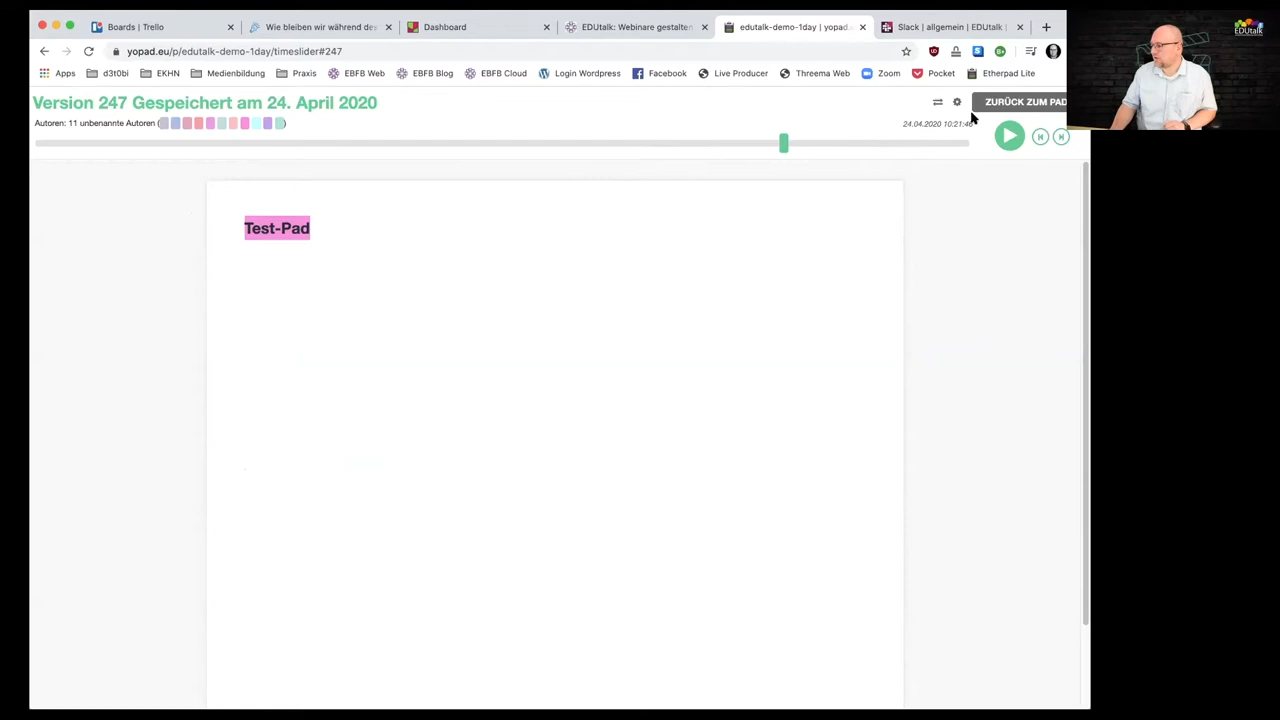 Boards | Trello
Wie bleiben wir während des
Dashboard
EDUtalk: Webinare gestalten
edutalk-demo-1day | yopad.
Slack | allgemein | EDUtalk
yopad.eu/p/edutalk-demo-1day/timeslider#247
Apps
d3t0bi
EKHN
Medienbildung
Praxis
EBFB Web
EBFB Blog
EBFB Cloud
Login Wordpress
Facebook
Live Producer
Threema Web
Zoom
Pocket
Etherpad Lite
EDUtalk
Version 247 Gespeichert am 24. April 2020
ZURÜCK ZUM PAD
Autoren: 11 unbenannte Autoren ( )
24.04.2020 10:21:46
Test-Pad